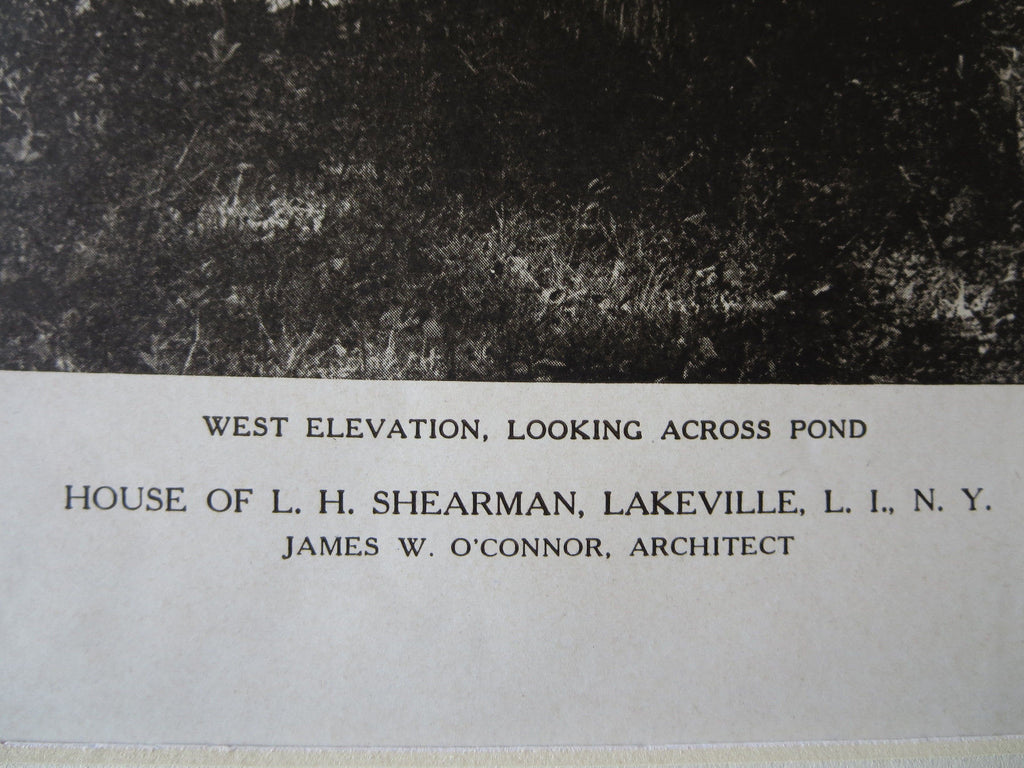 WEST ELEVATION, LOOKING ACROSS POND
HOUSE OF L. H. SHEARMAN, LAKEVILLE, L. I., N. Y.
JAMES W. O'CONNOR, ARCHITECT